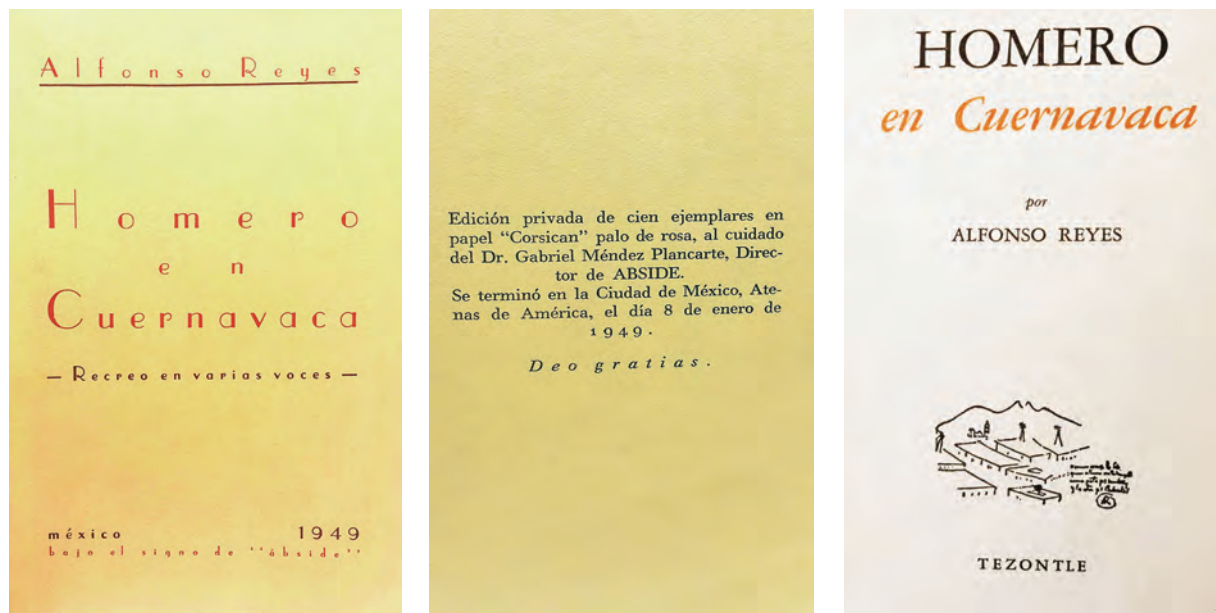 Alfonso Reyes
Homero
en
Cuernavaca
— Recreo en varias voces —
méxico 1949
bajo el signo de "ábside"
Edición privada de cien ejemplares en
papel "Corsican" palo de rosa, al cuidado
del Dr. Gabriel Méndez Plancarte, Direc-
tor de ABSIDE.
Se terminó en la Ciudad de México, Ate-
nas de América, el día 8 de enero de
1949.
Deo gratias.
HOMERO
en Cuernavaca
por
ALFONSO REYES
TEZONTLE